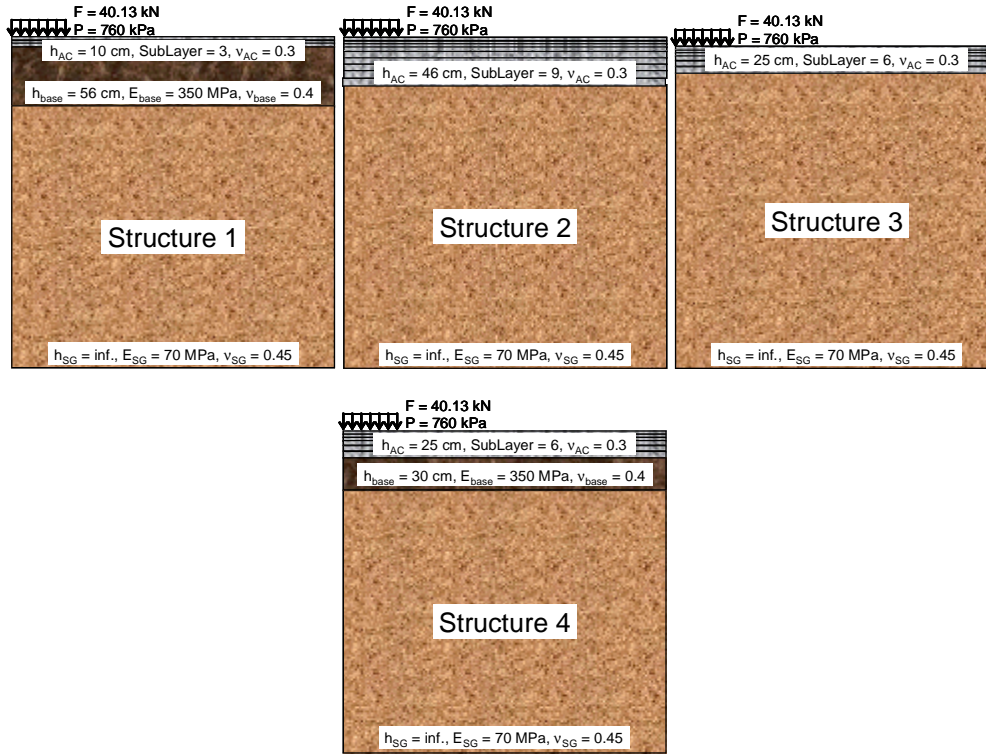 F = 40.13 kN
P = 760 kPa
h_AC = 10 cm, SubLayer = 3, ν_AC = 0.3
h_base = 56 cm, E_base = 350 MPa, ν_base = 0.4
Structure 1
h_SG = inf., E_SG = 70 MPa, ν_SG = 0.45
F = 40.13 kN
P = 760 kPa
h_AC = 46 cm, SubLayer = 9, ν_AC = 0.3
Structure 2
h_SG = inf., E_SG = 70 MPa, ν_SG = 0.45
F = 40.13 kN
P = 760 kPa
h_AC = 25 cm, SubLayer = 6, ν_AC = 0.3
Structure 3
h_SG = inf., E_SG = 70 MPa, ν_SG = 0.45
F = 40.13 kN
P = 760 kPa
h_AC = 25 cm, SubLayer = 6, ν_AC = 0.3
h_base = 30 cm, E_base = 350 MPa, ν_base = 0.4
Structure 4
h_SG = inf., E_SG = 70 MPa, ν_SG = 0.45